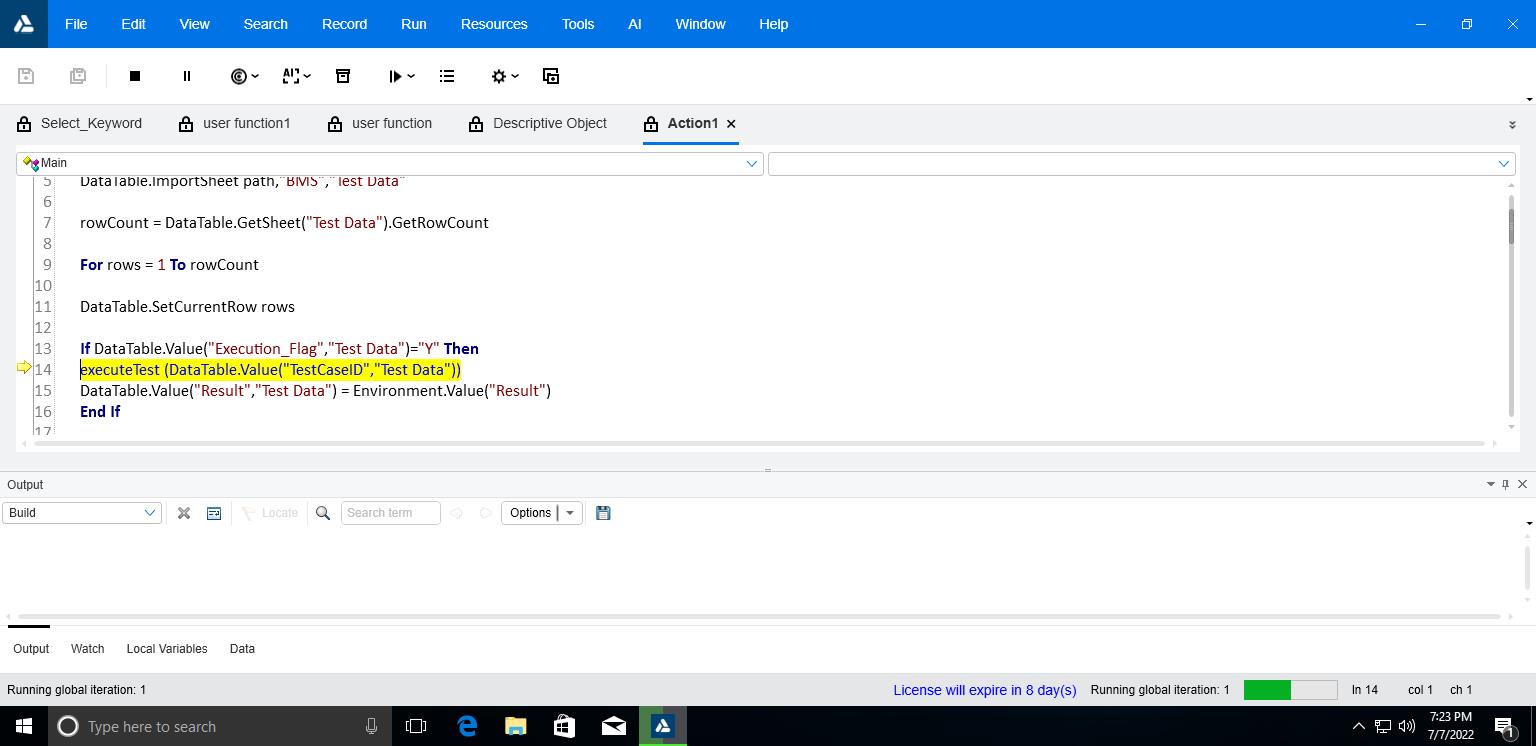 File Edit View Search Record Run Resources Tools AI Window Help
AI
Select_Keyword user function1 user function Descriptive Object Action1
Main
5 DataTable.ImportSheet path,"BMS","Test Data"
6
7 rowCount = DataTable.GetSheet("Test Data").GetRowCount
8
9 For rows = 1 To rowCount
10
11 DataTable.SetCurrentRow rows
12
13 If DataTable.Value("Execution_Flag","Test Data")="Y" Then
14 executeTest (DataTable.Value("TestCaseID","Test Data"))
15 DataTable.Value("Result","Test Data") = Environment.Value("Result")
16 End If
17
Output
Build Locate Search term Options
Output Watch Local Variables Data
Running global iteration: 1 License will expire in 8 day(s) Running global iteration: 1 ln 14 col 1 ch 1
Type here to search 7:23 PM
7/7/2022 1